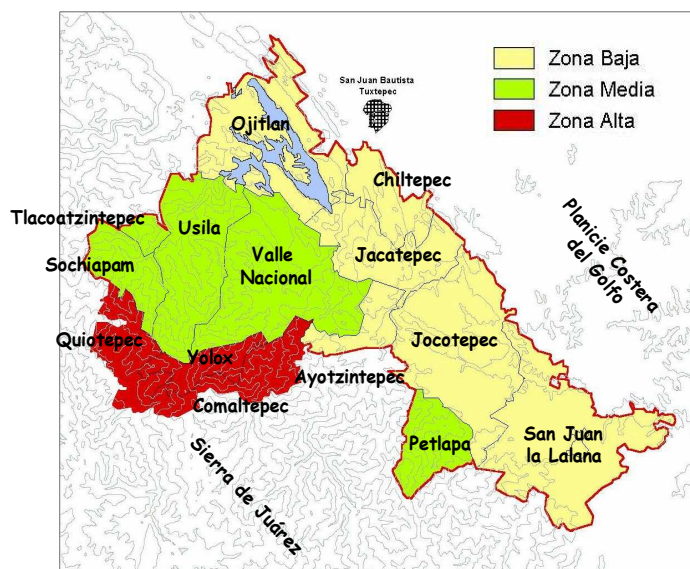 Zona Baja
Zona Media
Zona Alta
San Juan Bautista
Tuxtepec
Ojitlan
Chiltepec
Tlacoatzintepec
Usila
Valle
Nacional
Jacatepec
Planicie Costera
del Golfo
Sochiapam
Quiotepec
Yolox
Jocotepec
Ayotzintepec
Comaltepec
Petlapa
San Juan
la Lalana
Sierra de Juárez